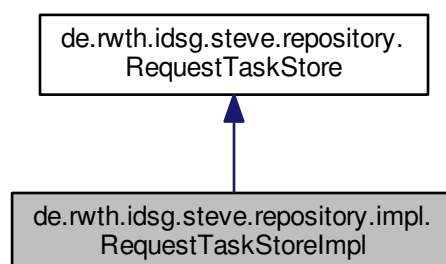 de.rwth.idsg.steve.repository.
RequestTaskStore
de.rwth.idsg.steve.repository.impl.
RequestTaskStoreImpl